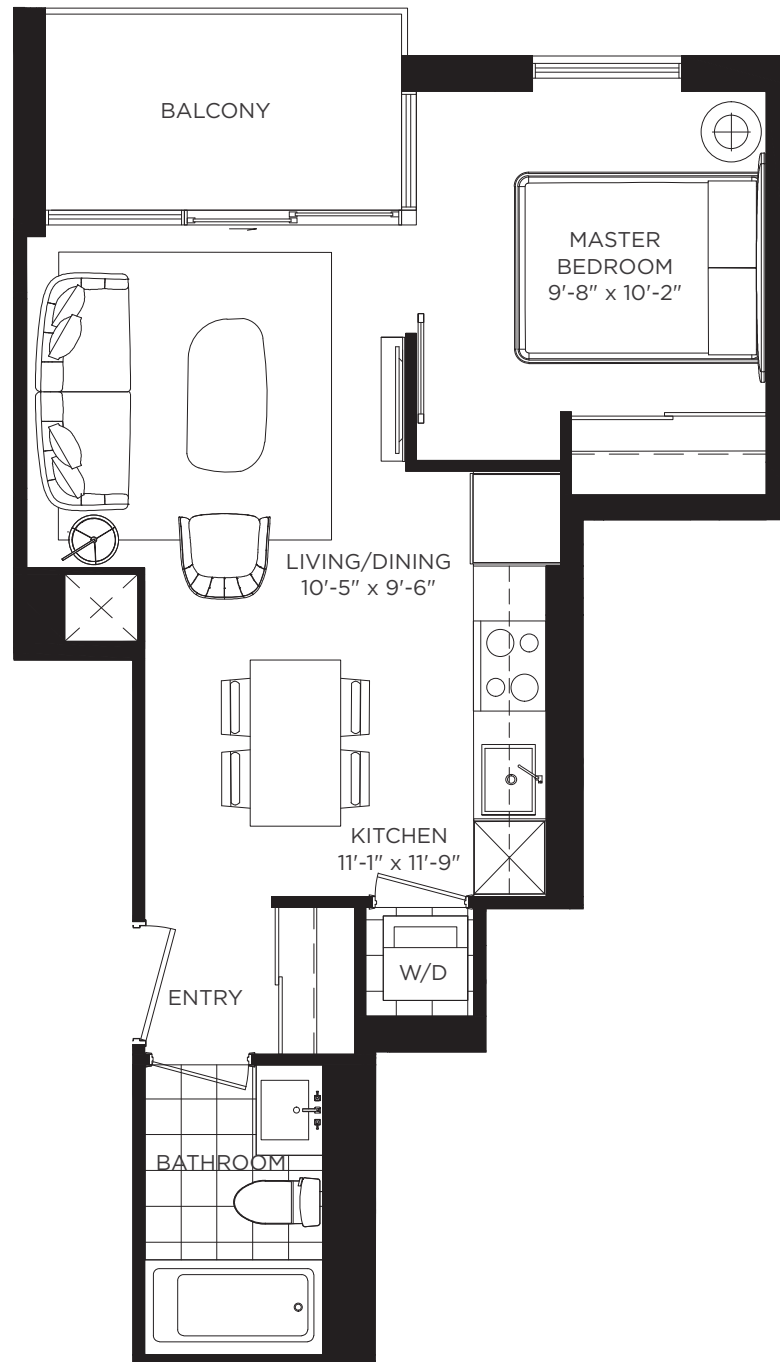 BALCONY
MASTER
BEDROOM
9'-8" x 10'-2"
LIVING/DINING
10'-5" x 9'-6"
KITCHEN
11'-1" x 11'-9"
W/D
ENTRY
BATHROOM